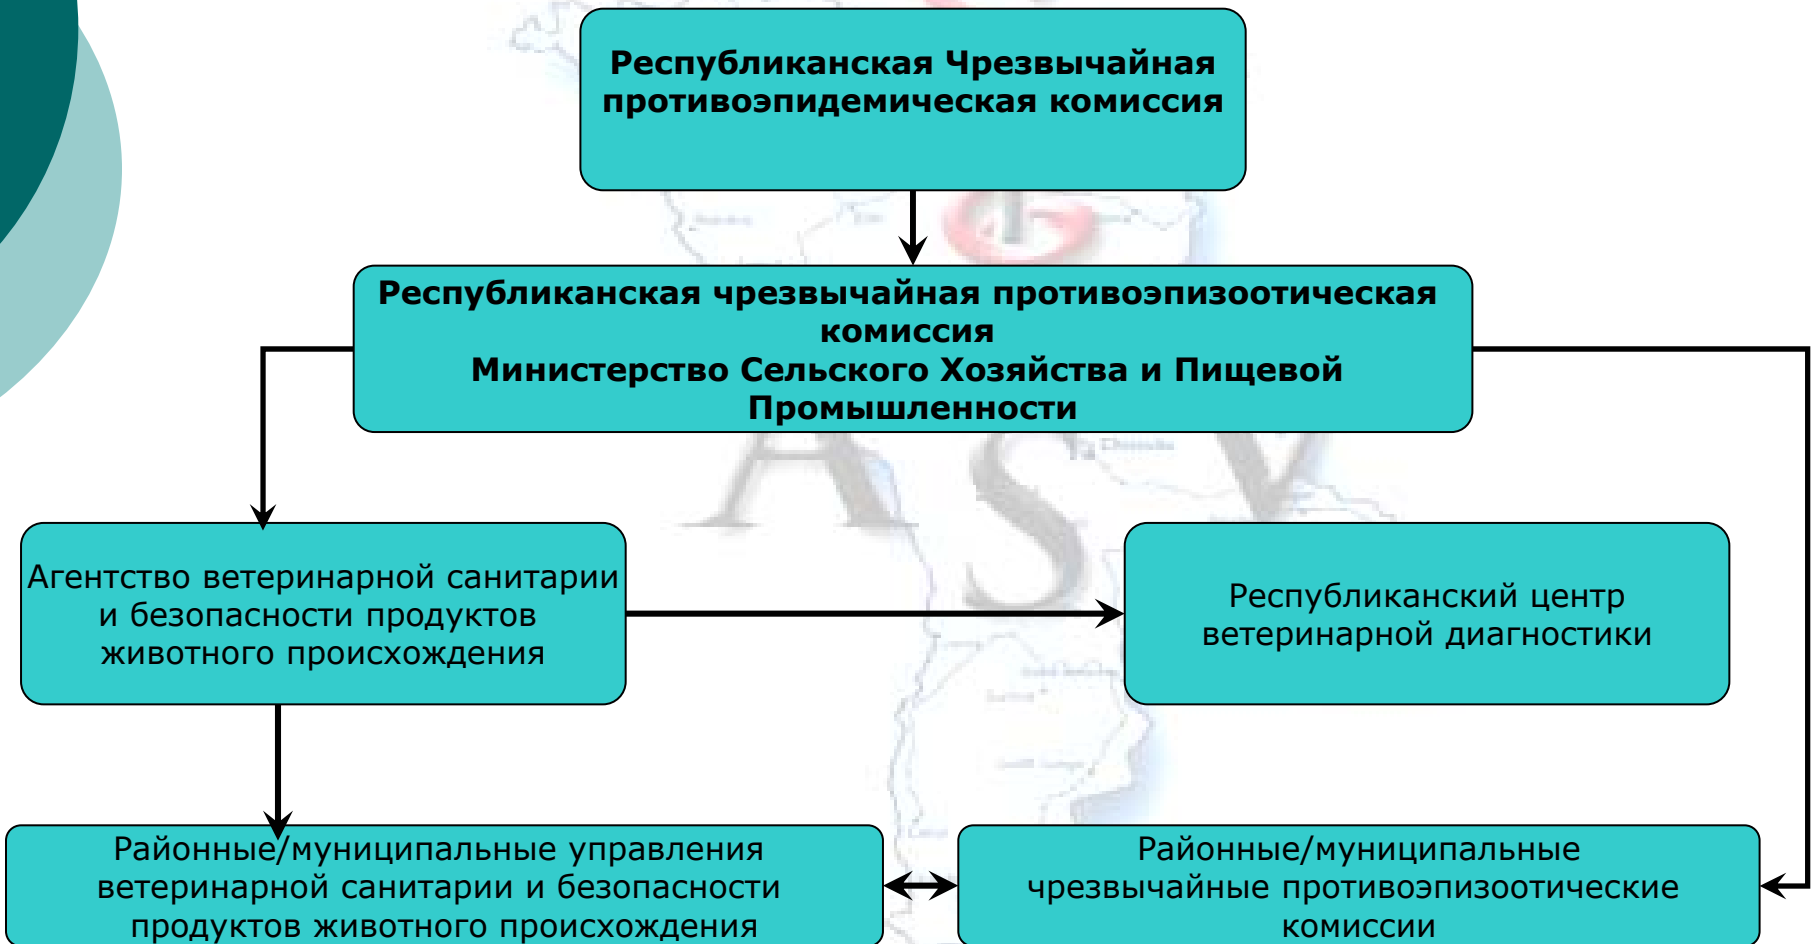 Республиканская Чрезвычайная
противоэпидемическая комиссия
Республиканская чрезвычайная противоэпизоотическая
комиссия
Министерство Сельского Хозяйства и Пищевой
Промышленности
A S V
Агентство ветеринарной санитарии
и безопасности продуктов
животного происхождения
Республиканский центр
ветеринарной диагностики
Районные/муниципальные управления
ветеринарной санитарии и безопасности
продуктов животного происхождения
Районные/муниципальные
чрезвычайные противоэпизоотические
комиссии